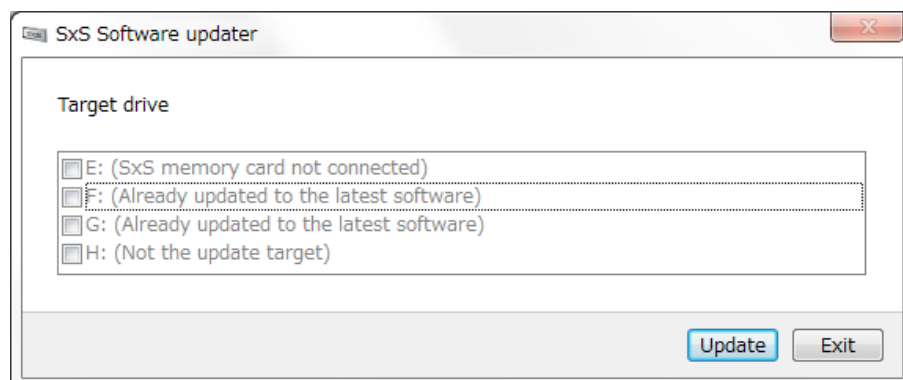 SxS Software updater
Target drive
E: (SxS memory card not connected)
F: (Already updated to the latest software)
G: (Already updated to the latest software)
H: (Not the update target)
Update Exit